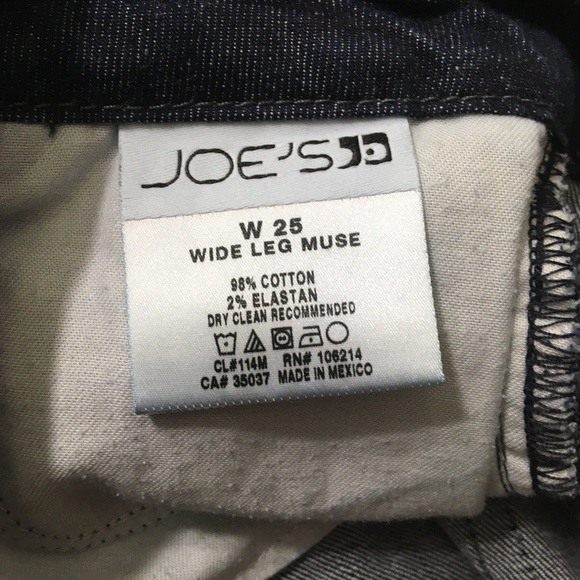 JOE'S
W 25
WIDE LEG MUSE
98% COTTON
2% ELASTAN
DRY CLEAN RECOMMENDED
CL#114M RN# 106214
CA# 35037 MADE IN MEXICO